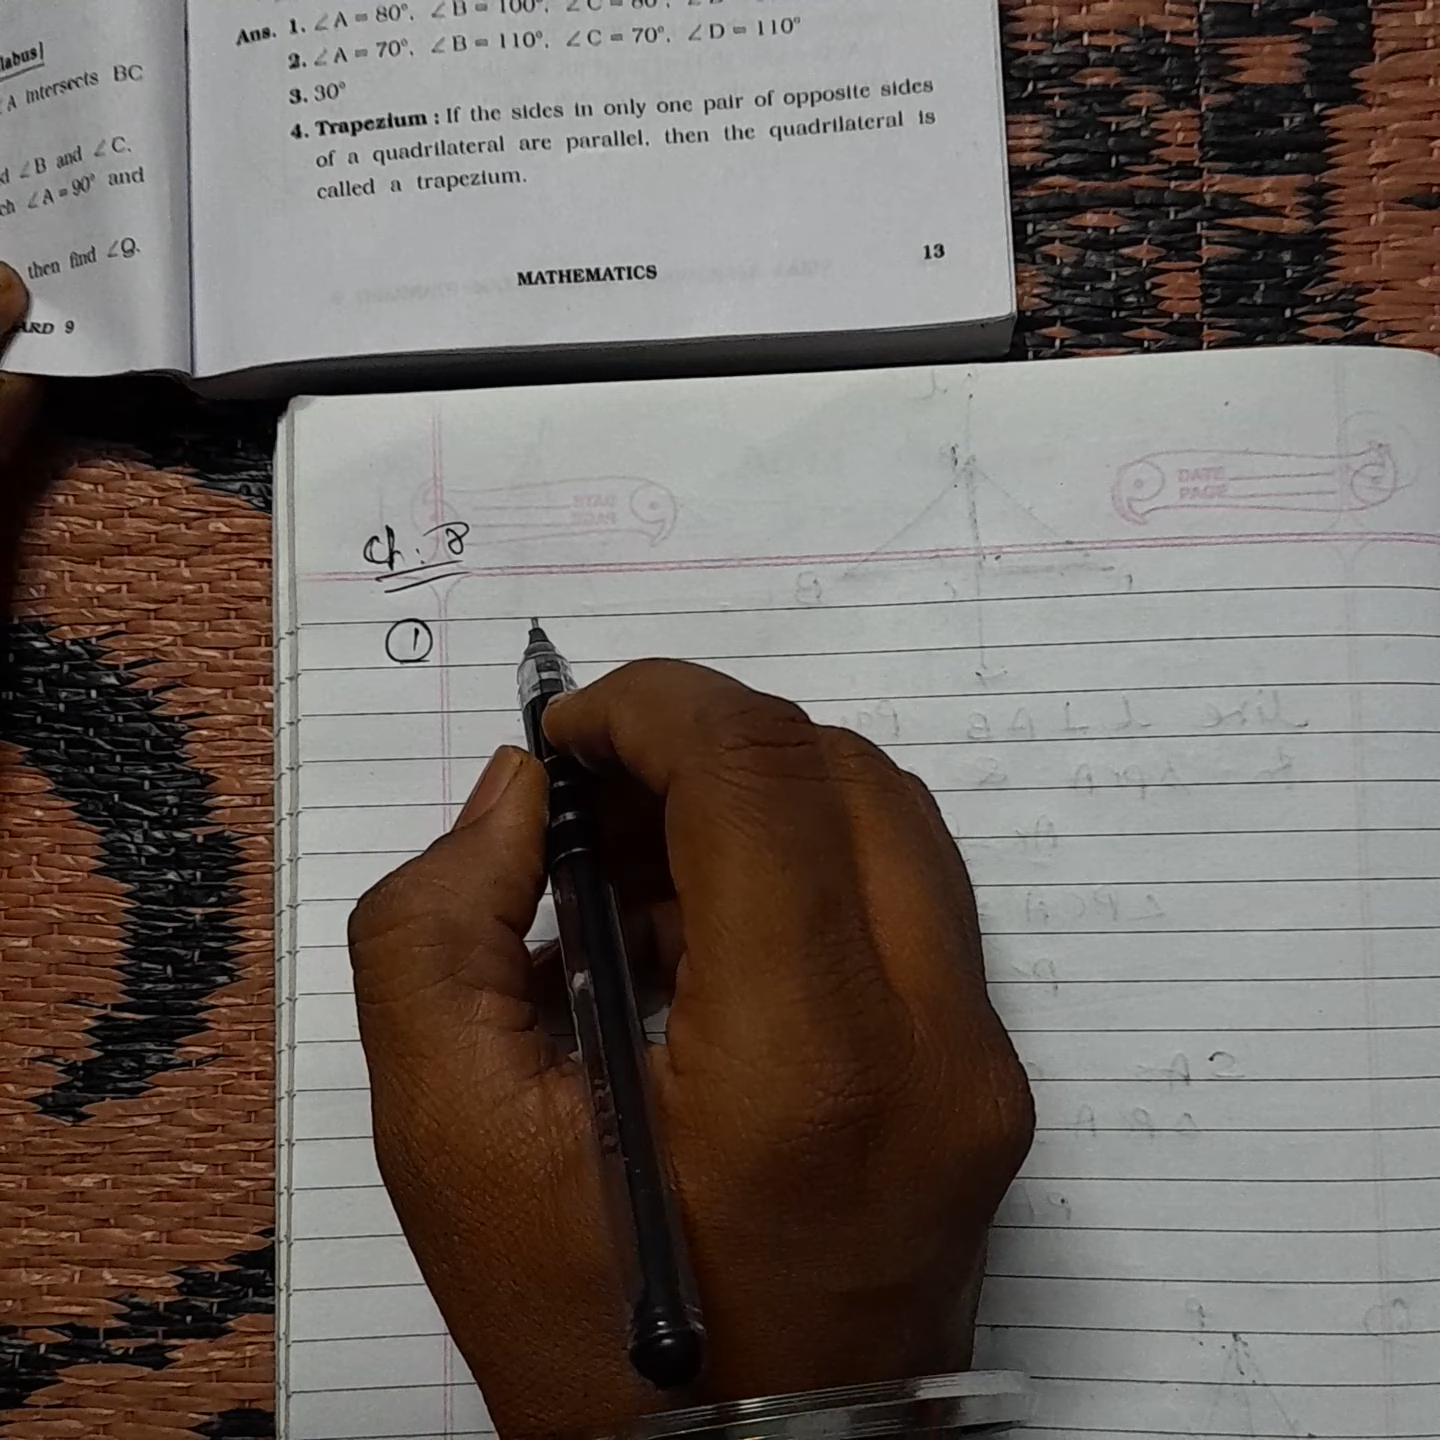 labus]
A intersects BC
∠B and ∠C.
∠A = 90° and
then find ∠Q.
ARD 9
Ans. 1. ∠A = 80°, ∠B = 100°, ∠C = 80°, ∠
2. ∠A = 70°, ∠B = 110°, ∠C = 70°, ∠D = 110°
3. 30°
4. Trapezium : If the sides in only one pair of opposite sides
of a quadrilateral are parallel, then the quadrilateral is
called a trapezium.
MATHEMATICS
13
DATE
PAGE
Ch. 8
①